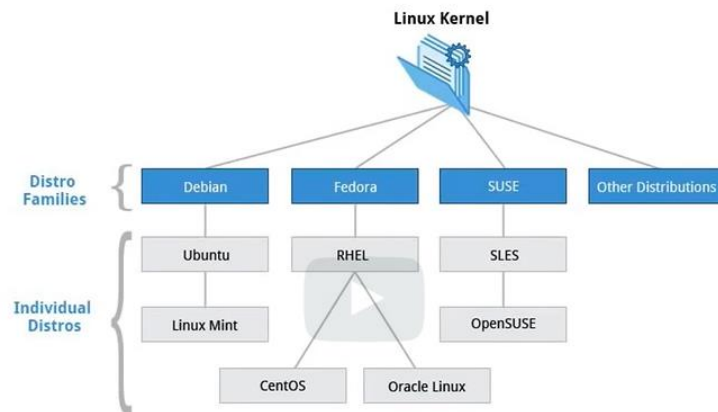 Linux Kernel
Distro
Families
Debian
Fedora
SUSE
Other Distributions
Individual
Distros
Ubuntu
RHEL
SLES
Linux Mint
OpenSUSE
CentOS
Oracle Linux